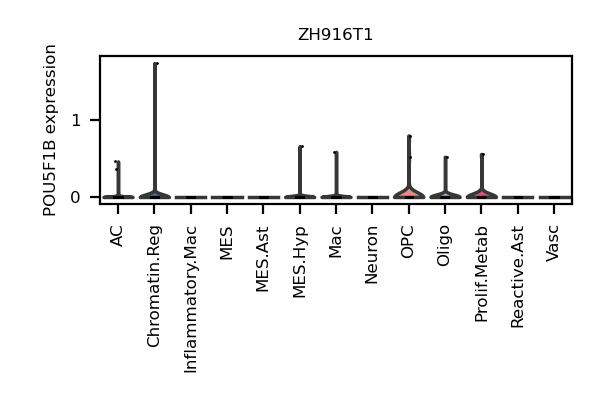 ZH916T1
POU5F1B expression
1
0
AC
Chromatin.Reg
Inflammatory.Mac
MES
MES.Ast
MES.Hyp
Mac
Neuron
OPC
Oligo
Prolif.Metab
Reactive.Ast
Vasc